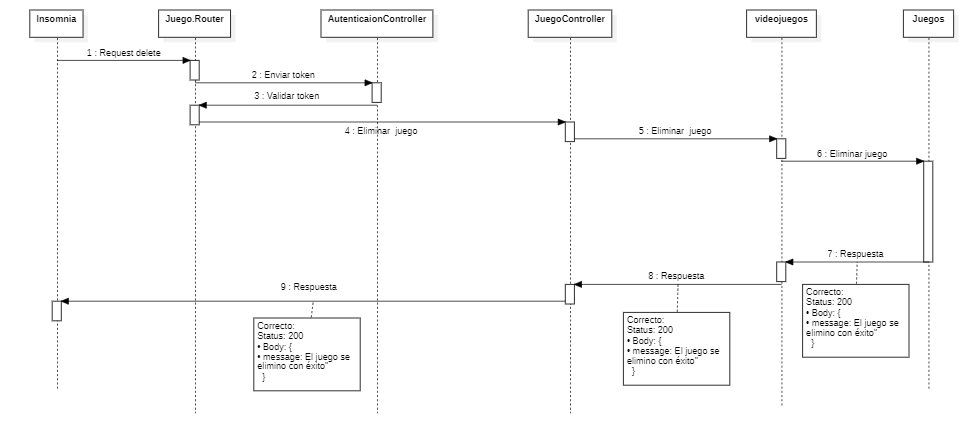 Insomnia
Juego.Router
AutenticaionController
JuegoController
videojuegos
Juegos
1 : Request delete
2 : Enviar token
3 : Validar token
4 : Eliminar juego
5 : Eliminar juego
6 : Eliminar juego
7 : Respuesta
8 : Respuesta
9 : Respuesta
Correcto:
Status: 200
• Body: {
• message: El juego se
elimino con éxito"
}
Correcto:
Status: 200
• Body: {
• message: El juego se
elimino con éxito"
}
Correcto:
Status: 200
• Body: {
• message: El juego se
elimino con éxito"
}